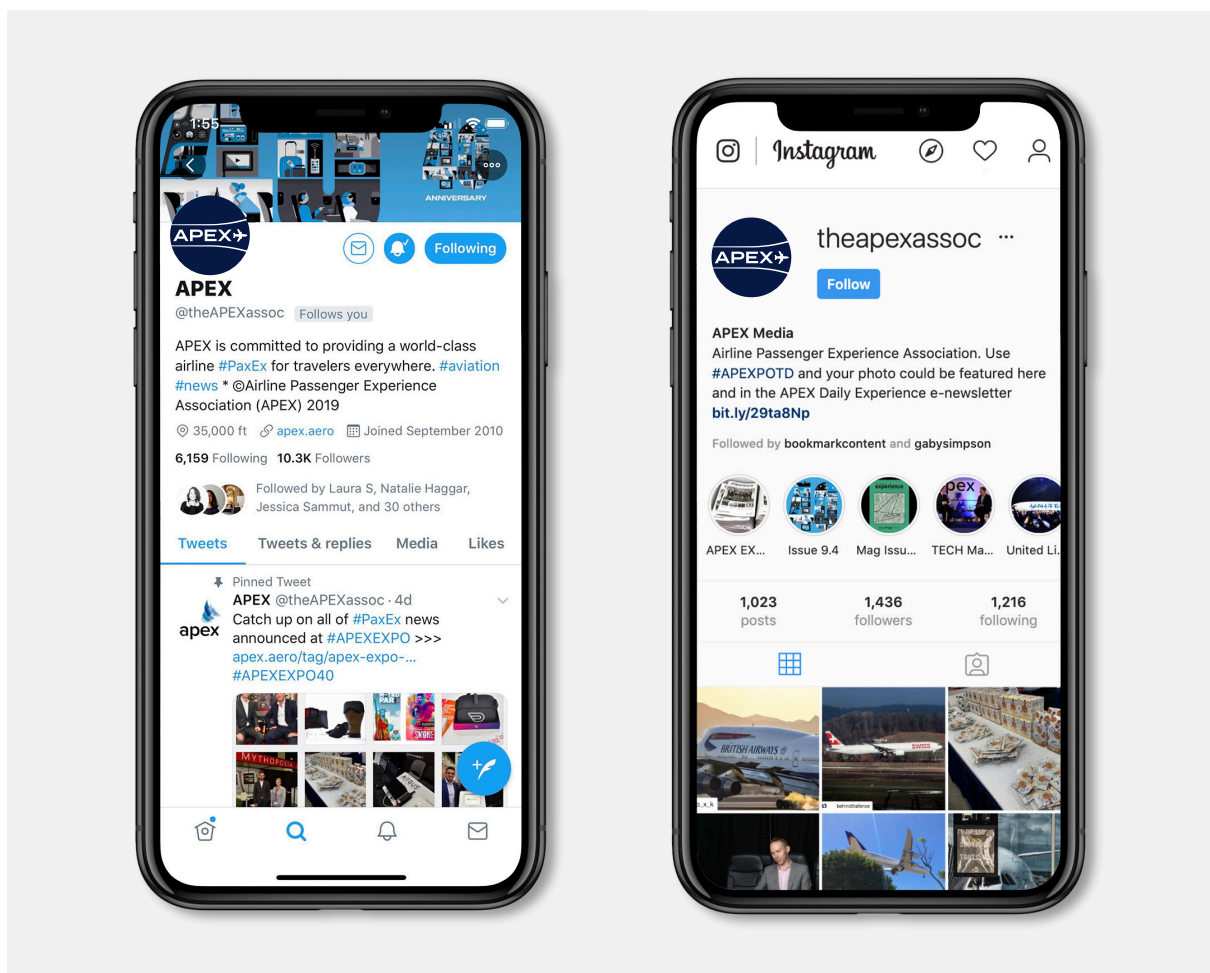 1:55
ANNIVERSARY
APEX
Following
APEX
@theAPEXassoc Follows you
APEX is committed to providing a world-class
airline #PaxEx for travelers everywhere. #aviation
#news * ©Airline Passenger Experience
Association (APEX) 2019
35,000 ft apex.aero Joined September 2010
6,159 Following 10.3K Followers
Followed by Laura S, Natalie Haggar,
Jessica Sammut, and 30 others
Tweets Tweets & replies Media Likes
Pinned Tweet
APEX @theAPEXassoc · 4d
apex
Catch up on all of #PaxEx news
announced at #APEXEXPO >>>
apex.aero/tag/apex-expo-...
#APEXEXPO40
MYTHOPOEIA
Instagram
APEX
theapexassoc ...
Follow
APEX Media
Airline Passenger Experience Association. Use
#APEXPOTD and your photo could be featured here
and in the APEX Daily Experience e-newsletter
bit.ly/29ta8Np
Followed by bookmarkcontent and gabysimpson
experience
apex
UNITED
APEX EX... Issue 9.4 Mag Issu... TECH Ma... United Li...
1,023 1,436 1,216
posts followers following
BRITISH AIRWAYS
SWISS
behindthefence